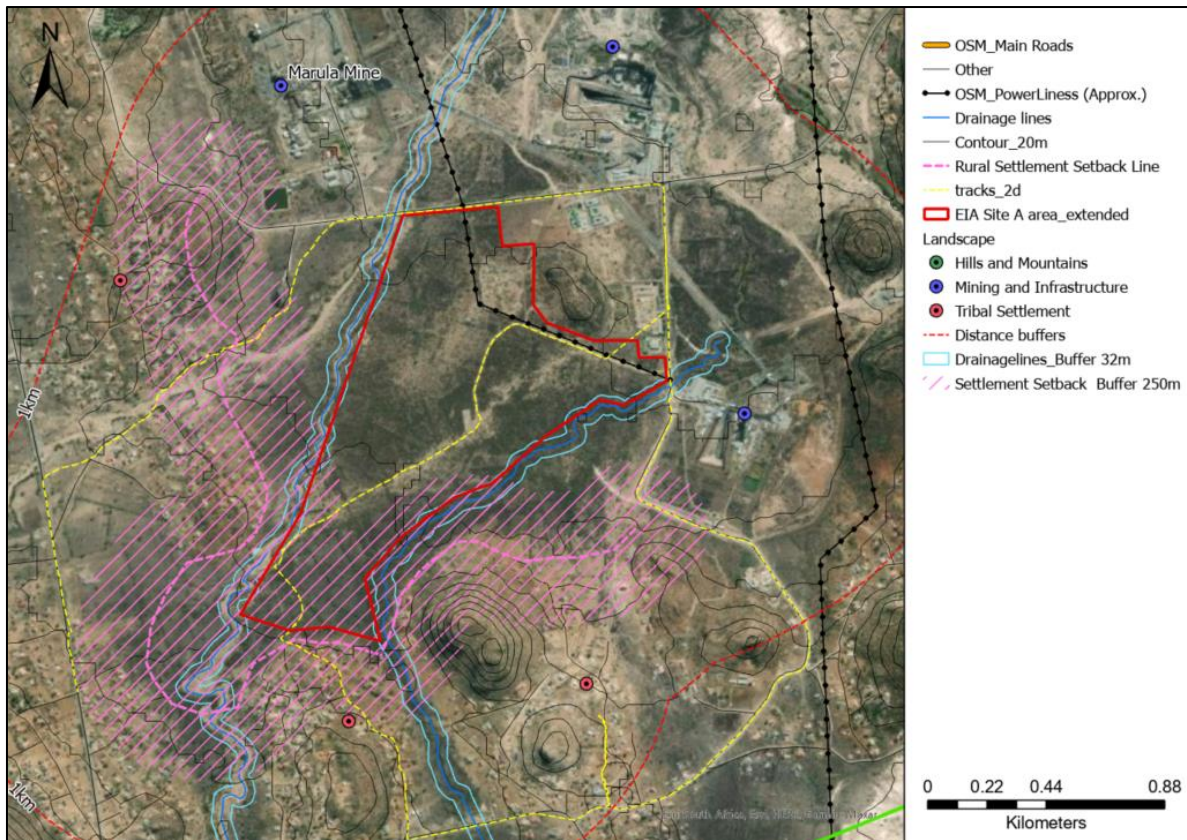 N
Marula Mine
1km
1km
OSM_Main Roads
Other
OSM_PowerLiness (Approx.)
Drainage lines
Contour_20m
Rural Settlement Setback Line
tracks_2d
EIA Site A area_extended
Landscape
Hills and Mountains
Mining and Infrastructure
Tribal Settlement
Distance buffers
Drainagelines_Buffer 32m
Settlement Setback Buffer 250m
0 0.22 0.44 0.88
Kilometers